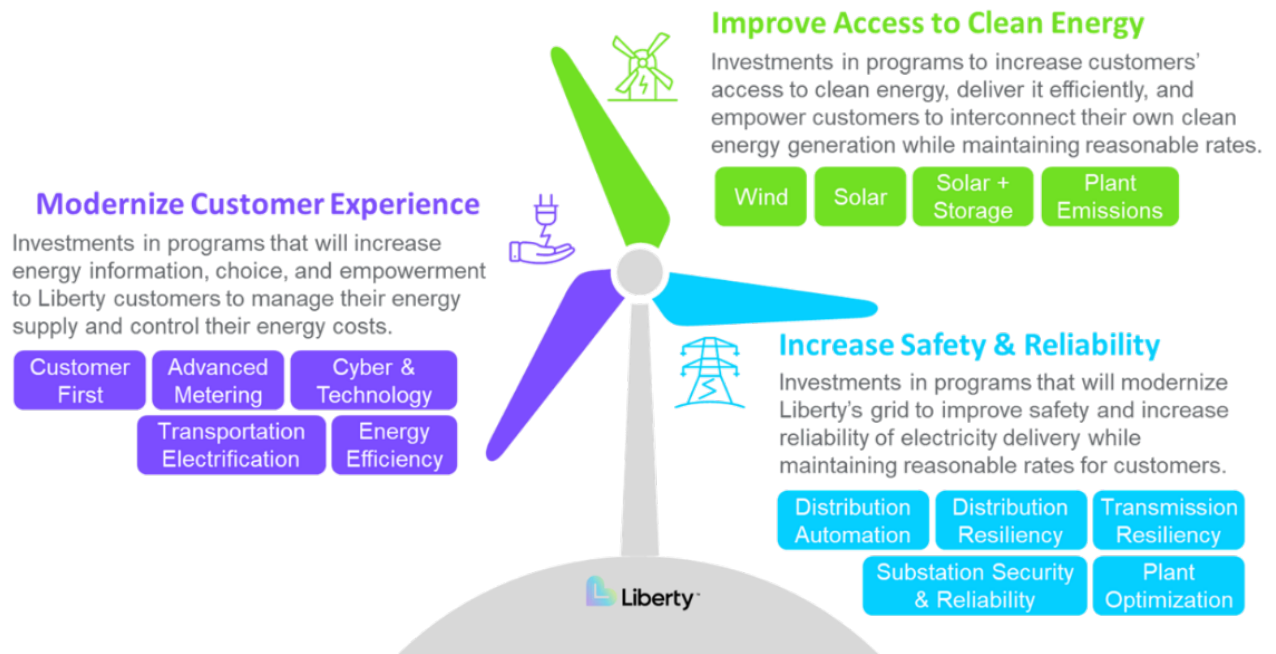 Improve Access to Clean Energy
Investments in programs to increase customers’
access to clean energy, deliver it efficiently, and
empower customers to interconnect their own clean
energy generation while maintaining reasonable rates.
Wind
Solar
Solar +
Storage
Plant
Emissions
Modernize Customer Experience
Investments in programs that will increase
energy information, choice, and empowerment
to Liberty customers to manage their energy
supply and control their energy costs.
Customer
First
Advanced
Metering
Cyber &
Technology
Transportation
Electrification
Energy
Efficiency
Increase Safety & Reliability
Investments in programs that will modernize
Liberty’s grid to improve safety and increase
reliability of electricity delivery while
maintaining reasonable rates for customers.
Distribution
Automation
Distribution
Resiliency
Transmission
Resiliency
Substation Security
& Reliability
Plant
Optimization
Liberty™